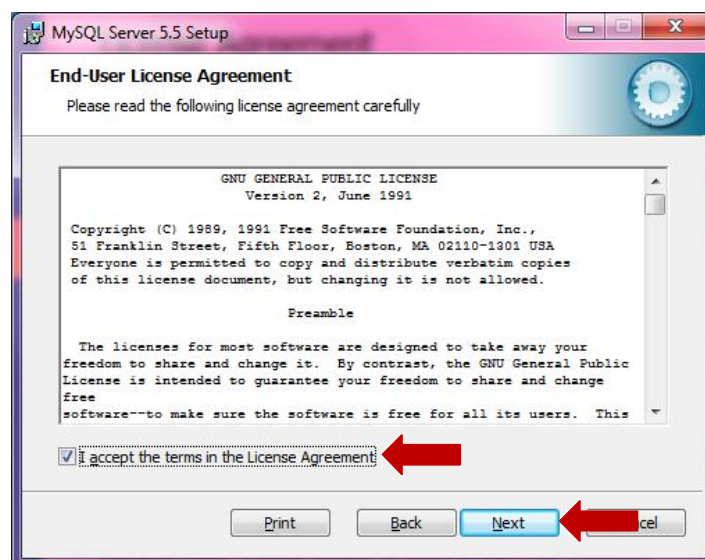 MySQL Server 5.5 Setup
End-User License Agreement
Please read the following license agreement carefully
GNU GENERAL PUBLIC LICENSE
Version 2, June 1991
Copyright (C) 1989, 1991 Free Software Foundation, Inc.,
51 Franklin Street, Fifth Floor, Boston, MA 02110-1301 USA
Everyone is permitted to copy and distribute verbatim copies
of this license document, but changing it is not allowed.
Preamble
The licenses for most software are designed to take away your
freedom to share and change it. By contrast, the GNU General Public
License is intended to guarantee your freedom to share and change
free
software--to make sure the software is free for all its users. This
I accept the terms in the License Agreement
Print Back Next